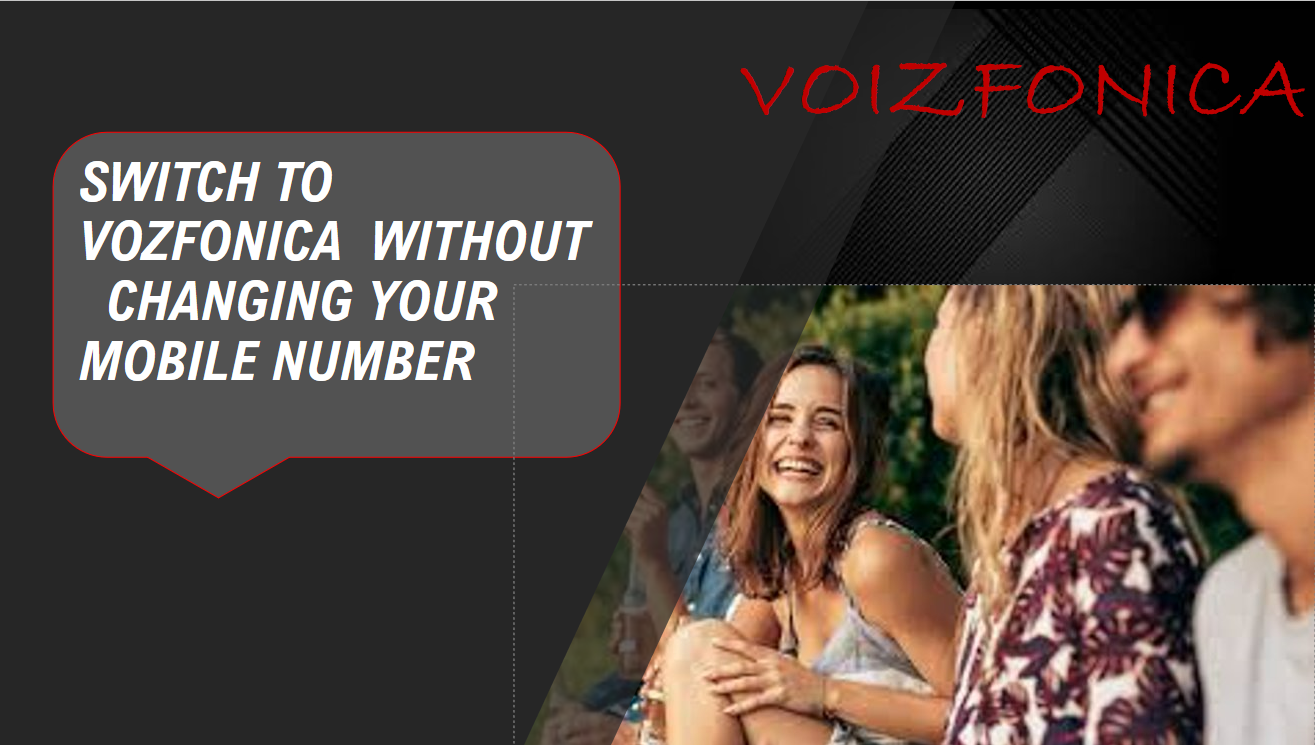 VOIZFONICA
SWITCH TO
VOZFONICA WITHOUT
CHANGING YOUR
MOBILE NUMBER